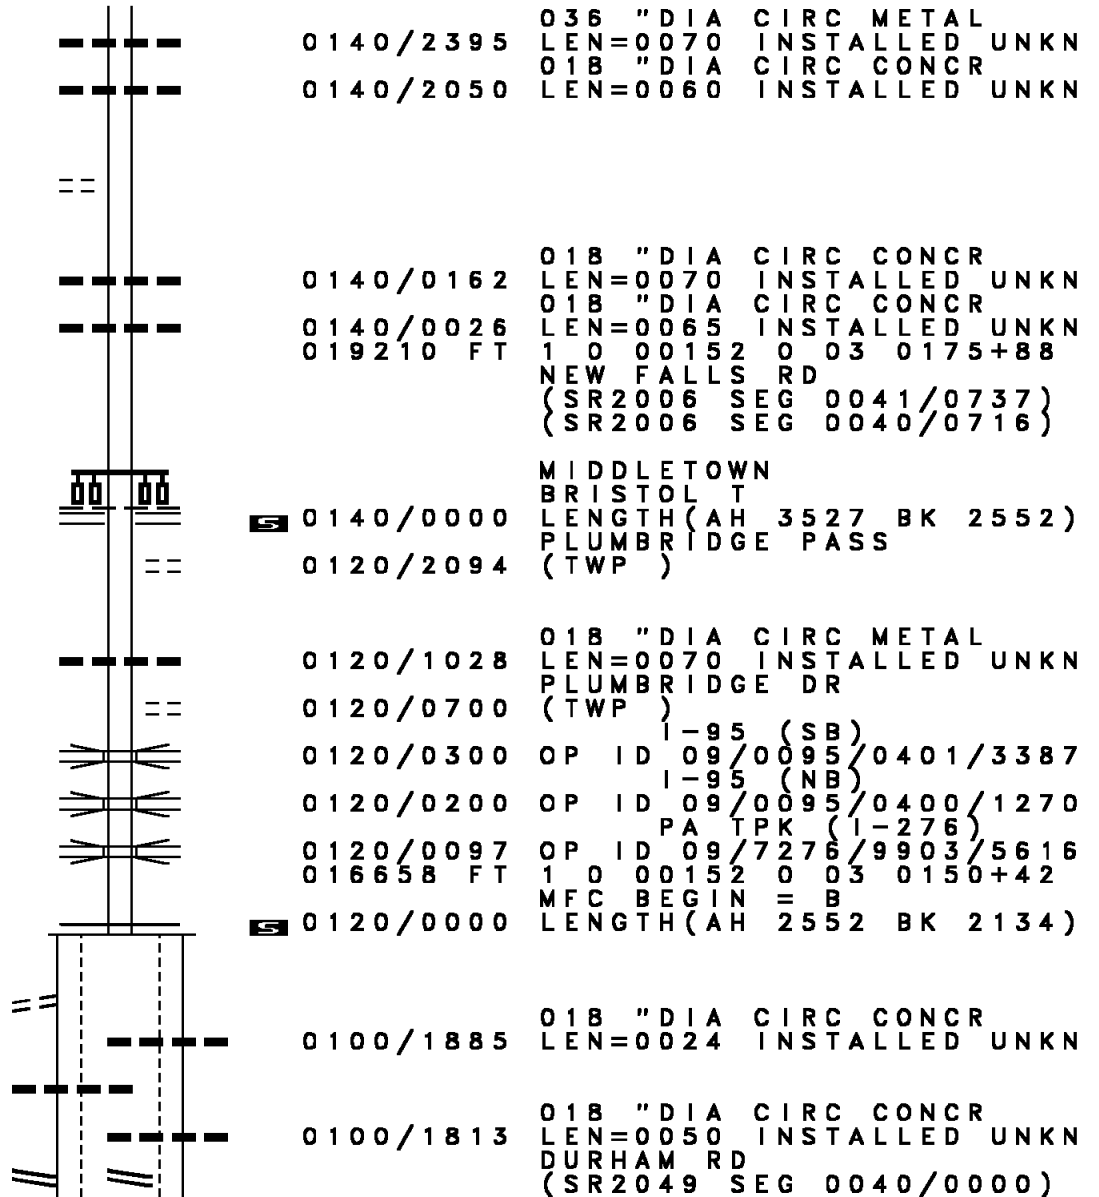 036 "DIA CIRC METAL
0140/2395 LEN=0070 INSTALLED UNKN
018 "DIA CIRC CONCR
0140/2050 LEN=0060 INSTALLED UNKN
018 "DIA CIRC CONCR
0140/0162 LEN=0070 INSTALLED UNKN
018 "DIA CIRC CONCR
0140/0026 LEN=0065 INSTALLED UNKN
019210 FT 1 0 00152 0 03 0175+88
NEW FALLS RD
(SR2006 SEG 0041/0737)
(SR2006 SEG 0040/0716)
MIDDLETOWN
BRISTOL T
S 0140/0000 LENGTH(AH 3527 BK 2552)
PLUMBRIDGE PASS
0120/2094 (TWP )
018 "DIA CIRC METAL
0120/1028 LEN=0070 INSTALLED UNKN
PLUMBRIDGE DR
0120/0700 (TWP )
I-95 (SB)
0120/0300 OP ID 09/0095/0401/3387
I-95 (NB)
0120/0200 OP ID 09/0095/0400/1270
PA TPK (I-276)
0120/0097 OP ID 09/7276/9903/5616
016658 FT 1 0 00152 0 03 0150+42
MFC BEGIN = B
S 0120/0000 LENGTH(AH 2552 BK 2134)
018 "DIA CIRC CONCR
0100/1885 LEN=0024 INSTALLED UNKN
018 "DIA CIRC CONCR
0100/1813 LEN=0050 INSTALLED UNKN
DURHAM RD
(SR2049 SEG 0040/0000)